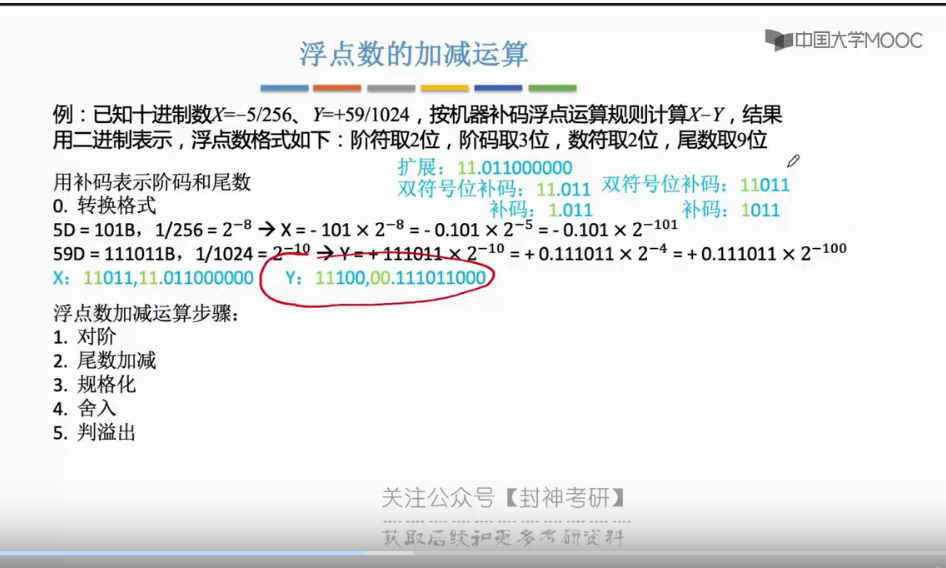 中国大学MOOC
浮点数的加减运算
例：已知十进制数X=−5/256、Y=+59/1024，按机器补码浮点运算规则计算X−Y，结果
用二进制表示，浮点数格式如下：阶符取2位，阶码取3位，数符取2位，尾数取9位
扩展：11.011000000
用补码表示阶码和尾数
双符号位补码：11.011 双符号位补码：11011
0. 转换格式
补码：1.011 补码：1011
5D = 101B，1/256 = 2⁻⁸ → X = - 101 × 2⁻⁸ = - 0.101 × 2⁻⁵ = - 0.101 × 2⁻¹⁰¹
59D = 111011B，1/1024 = 2⁻¹⁰ → Y = + 111011 × 2⁻¹⁰ = + 0.111011 × 2⁻⁴ = + 0.111011 × 2⁻¹⁰⁰
X：11011,11.011000000 Y：11100,00.111011000
浮点数加减运算步骤：
1. 对阶
2. 尾数加减
3. 规格化
4. 舍入
5. 判溢出
关注公众号【封神考研】
获取后续和更多考研资料